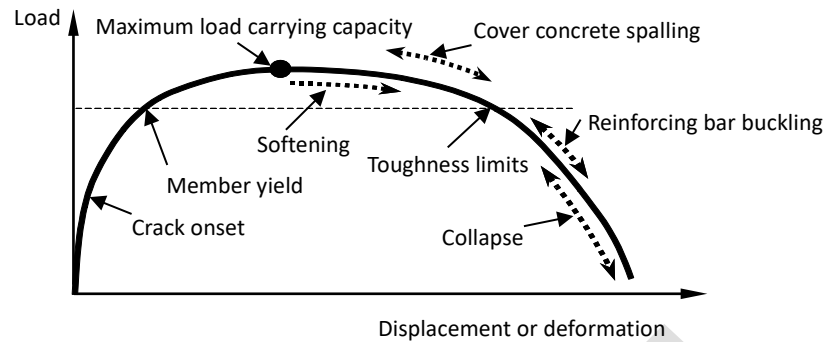 Load
Maximum load carrying capacity
Cover concrete spalling
Softening
Reinforcing bar buckling
Toughness limits
Member yield
Crack onset
Collapse
Displacement or deformation